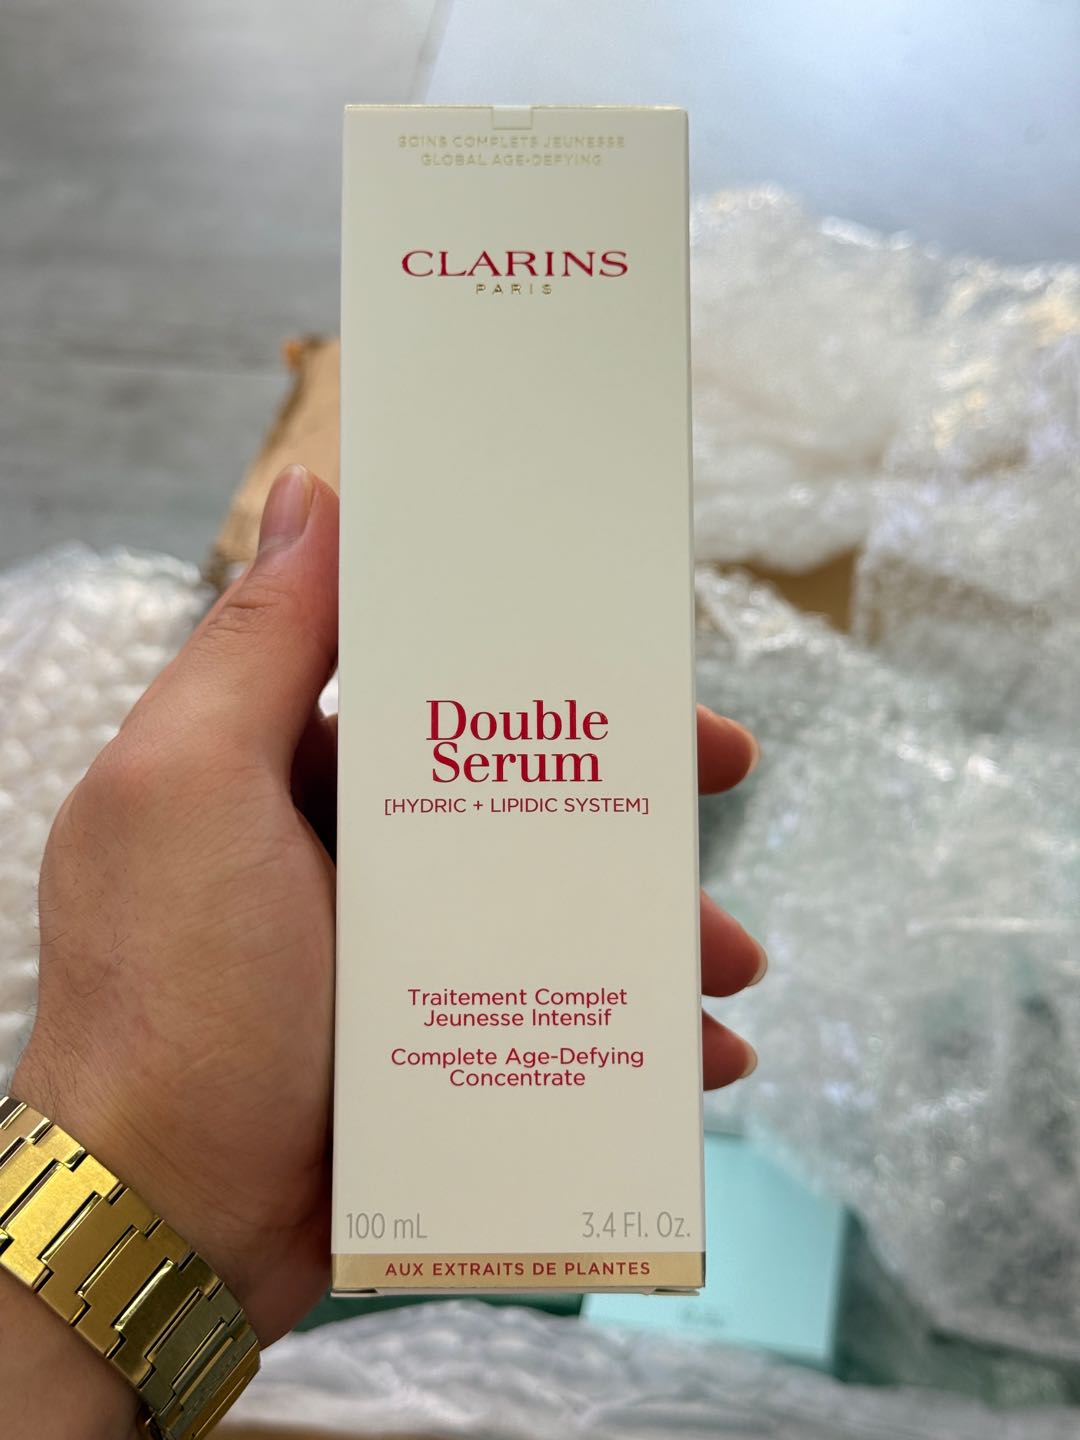 SOINS COMPLETS JEUNESSE
GLOBAL AGE-DEFYING
CLARINS
PARIS
Double
Serum
[HYDRIC + LIPIDIC SYSTEM]
Traitement Complet
Jeunesse Intensif
Complete Age-Defying
Concentrate
100 mL 3.4 Fl. Oz.
AUX EXTRAITS DE PLANTES